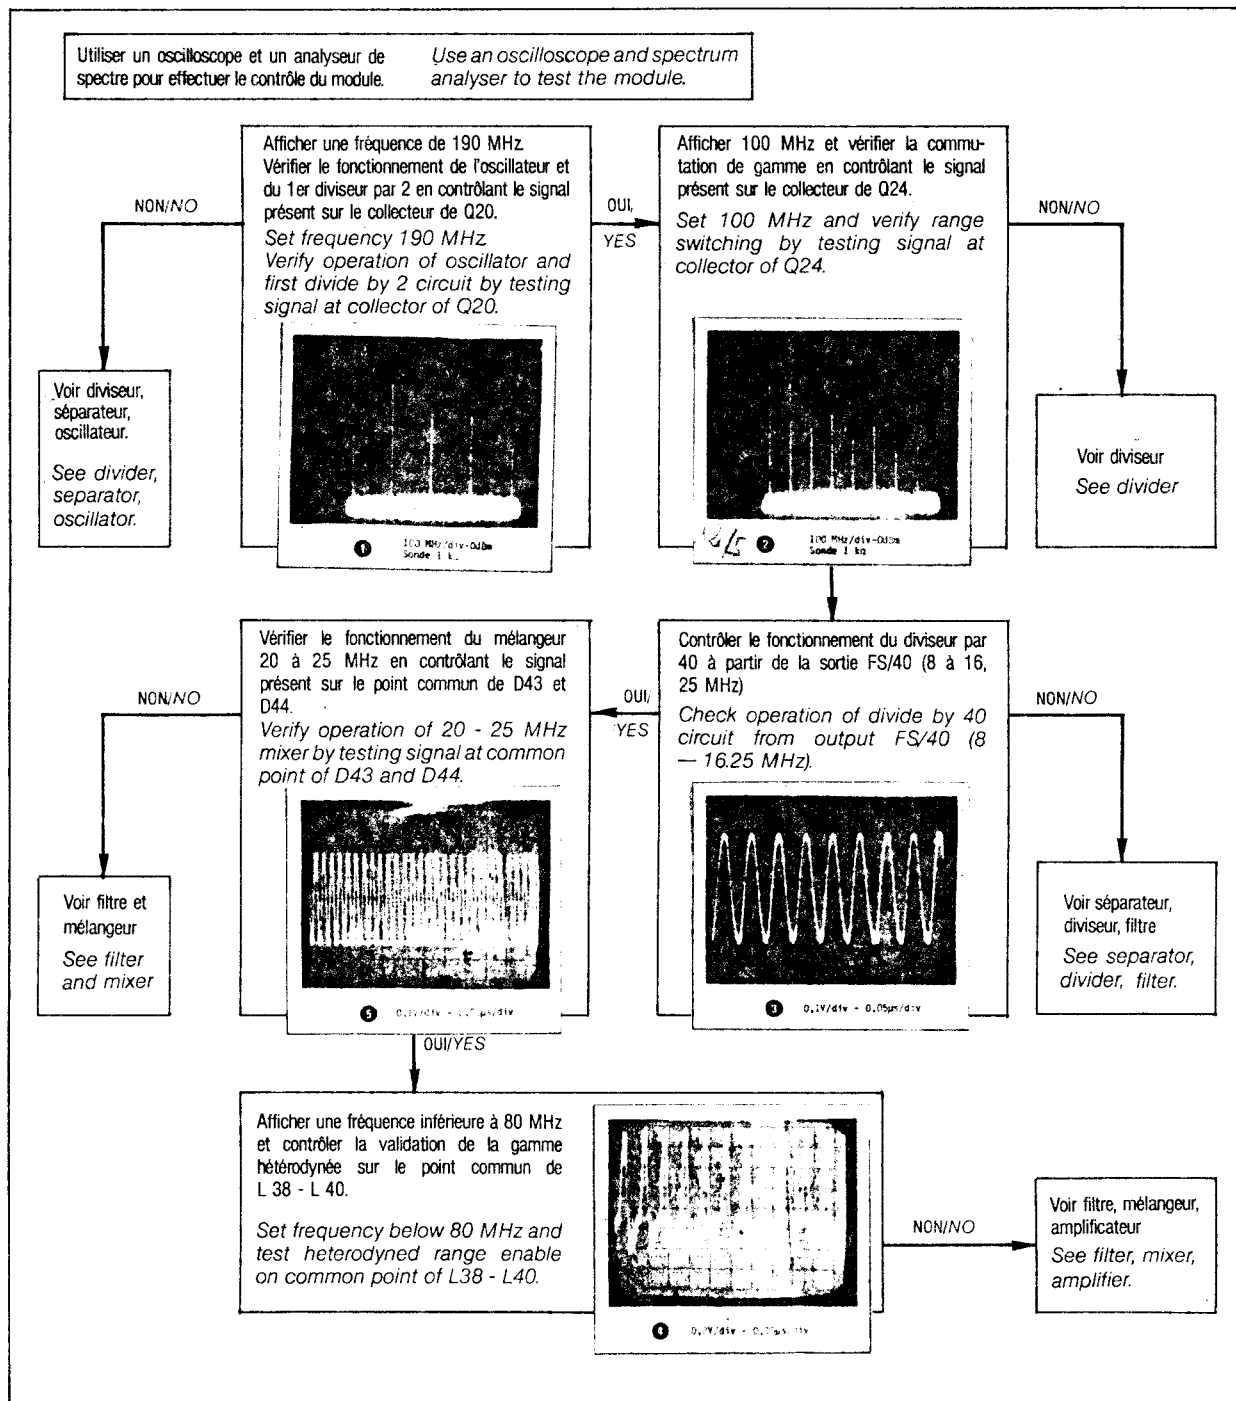 Utiliser un oscilloscope et un analyseur de
spectre pour effectuer le contrôle du module.
Use an oscilloscope and spectrum
analyser to test the module.
Afficher une fréquence de 190 MHz.
Vérifier le fonctionnement de l'oscillateur et
du 1er diviseur par 2 en contrôlant le signal
présent sur le collecteur de Q20.
Set frequency 190 MHz.
Verify operation of oscillator and
first divide by 2 circuit by testing
signal at collector of Q20.
1
100 MHz/div-0dBm
Sonde 1 kΩ
NON/NO
Voir diviseur,
séparateur,
oscillateur.
See divider,
separator,
oscillator.
OUI/
YES
Afficher 100 MHz et vérifier la commu-
tation de gamme en contrôlant le signal
présent sur le collecteur de Q24.
Set 100 MHz and verify range
switching by testing signal at
collector of Q24.
2
100 MHz/div-0dBm
Sonde 1 kΩ
NON/NO
Voir diviseur
See divider
Contrôler le fonctionnement du diviseur par
40 à partir de la sortie FS/40 (8 à 16,
25 MHz)
Check operation of divide by 40
circuit from output FS/40 (8
— 16.25 MHz).
3
0,1V/div - 0.05µs/div
NON/NO
Voir séparateur,
diviseur, filtre
See separator,
divider, filter.
OUI/
YES
Vérifier le fonctionnement du mélangeur
20 à 25 MHz en contrôlant le signal
présent sur le point commun de D43 et
D44.
Verify operation of 20 - 25 MHz
mixer by testing signal at common
point of D43 and D44.
5
NON/NO
Voir filtre et
mélangeur
See filter
and mixer
OUI/YES
Afficher une fréquence inférieure à 80 MHz
et contrôler la validation de la gamme
hétérodynée sur le point commun de
L 38 - L 40.
Set frequency below 80 MHz and
test heterodyned range enable
on common point of L38 - L40.
NON/NO
Voir filtre, mélangeur,
amplificateur
See filter, mixer,
amplifier.